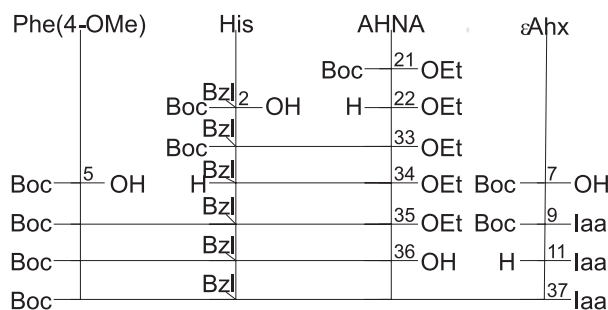 Phe(4-OMe) His AHNA εAhx
Boc 21 OEt
Bzl
Boc 2 OH H 22 OEt
Bzl
Boc 33 OEt
Boc 5 OH H Bzl 34 OEt Boc 7 OH
Boc Bzl 35 OEt Boc 9 Iaa
Boc Bzl 36 OH H 11 Iaa
Boc Bzl 37 Iaa